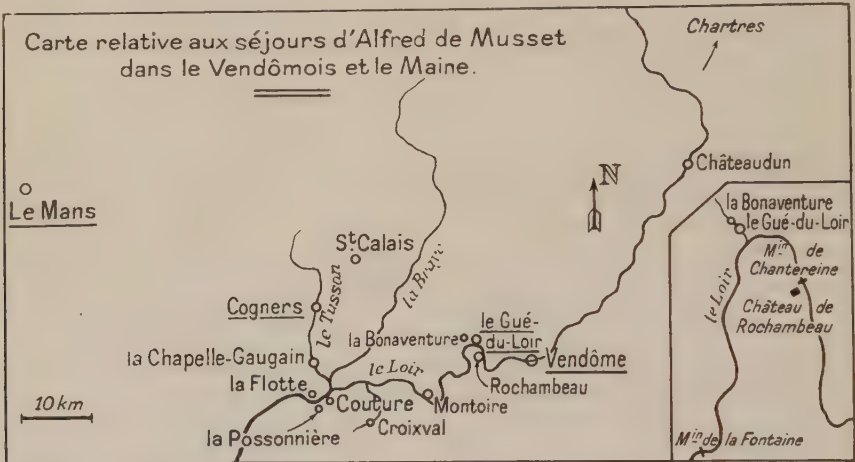 Carte relative aux séjours d'Alfred de Musset
dans le Vendômois et le Maine.
Chartres
N
Châteaudun
Le Mans
St Calais
la Braye
le Tusson
Cogners
la Bonaventure
le Gué-
du-Loir
Vendôme
la Chapelle-Gaugain
le Loir
Rochambeau
la Flotte
Couture
Montoire
10 km
la Possonnière
Croixval
la Bonaventure
le Gué-du-Loir
Min de
Chantereine
le Loir
Château de
Rochambeau
Min de la Fontaine